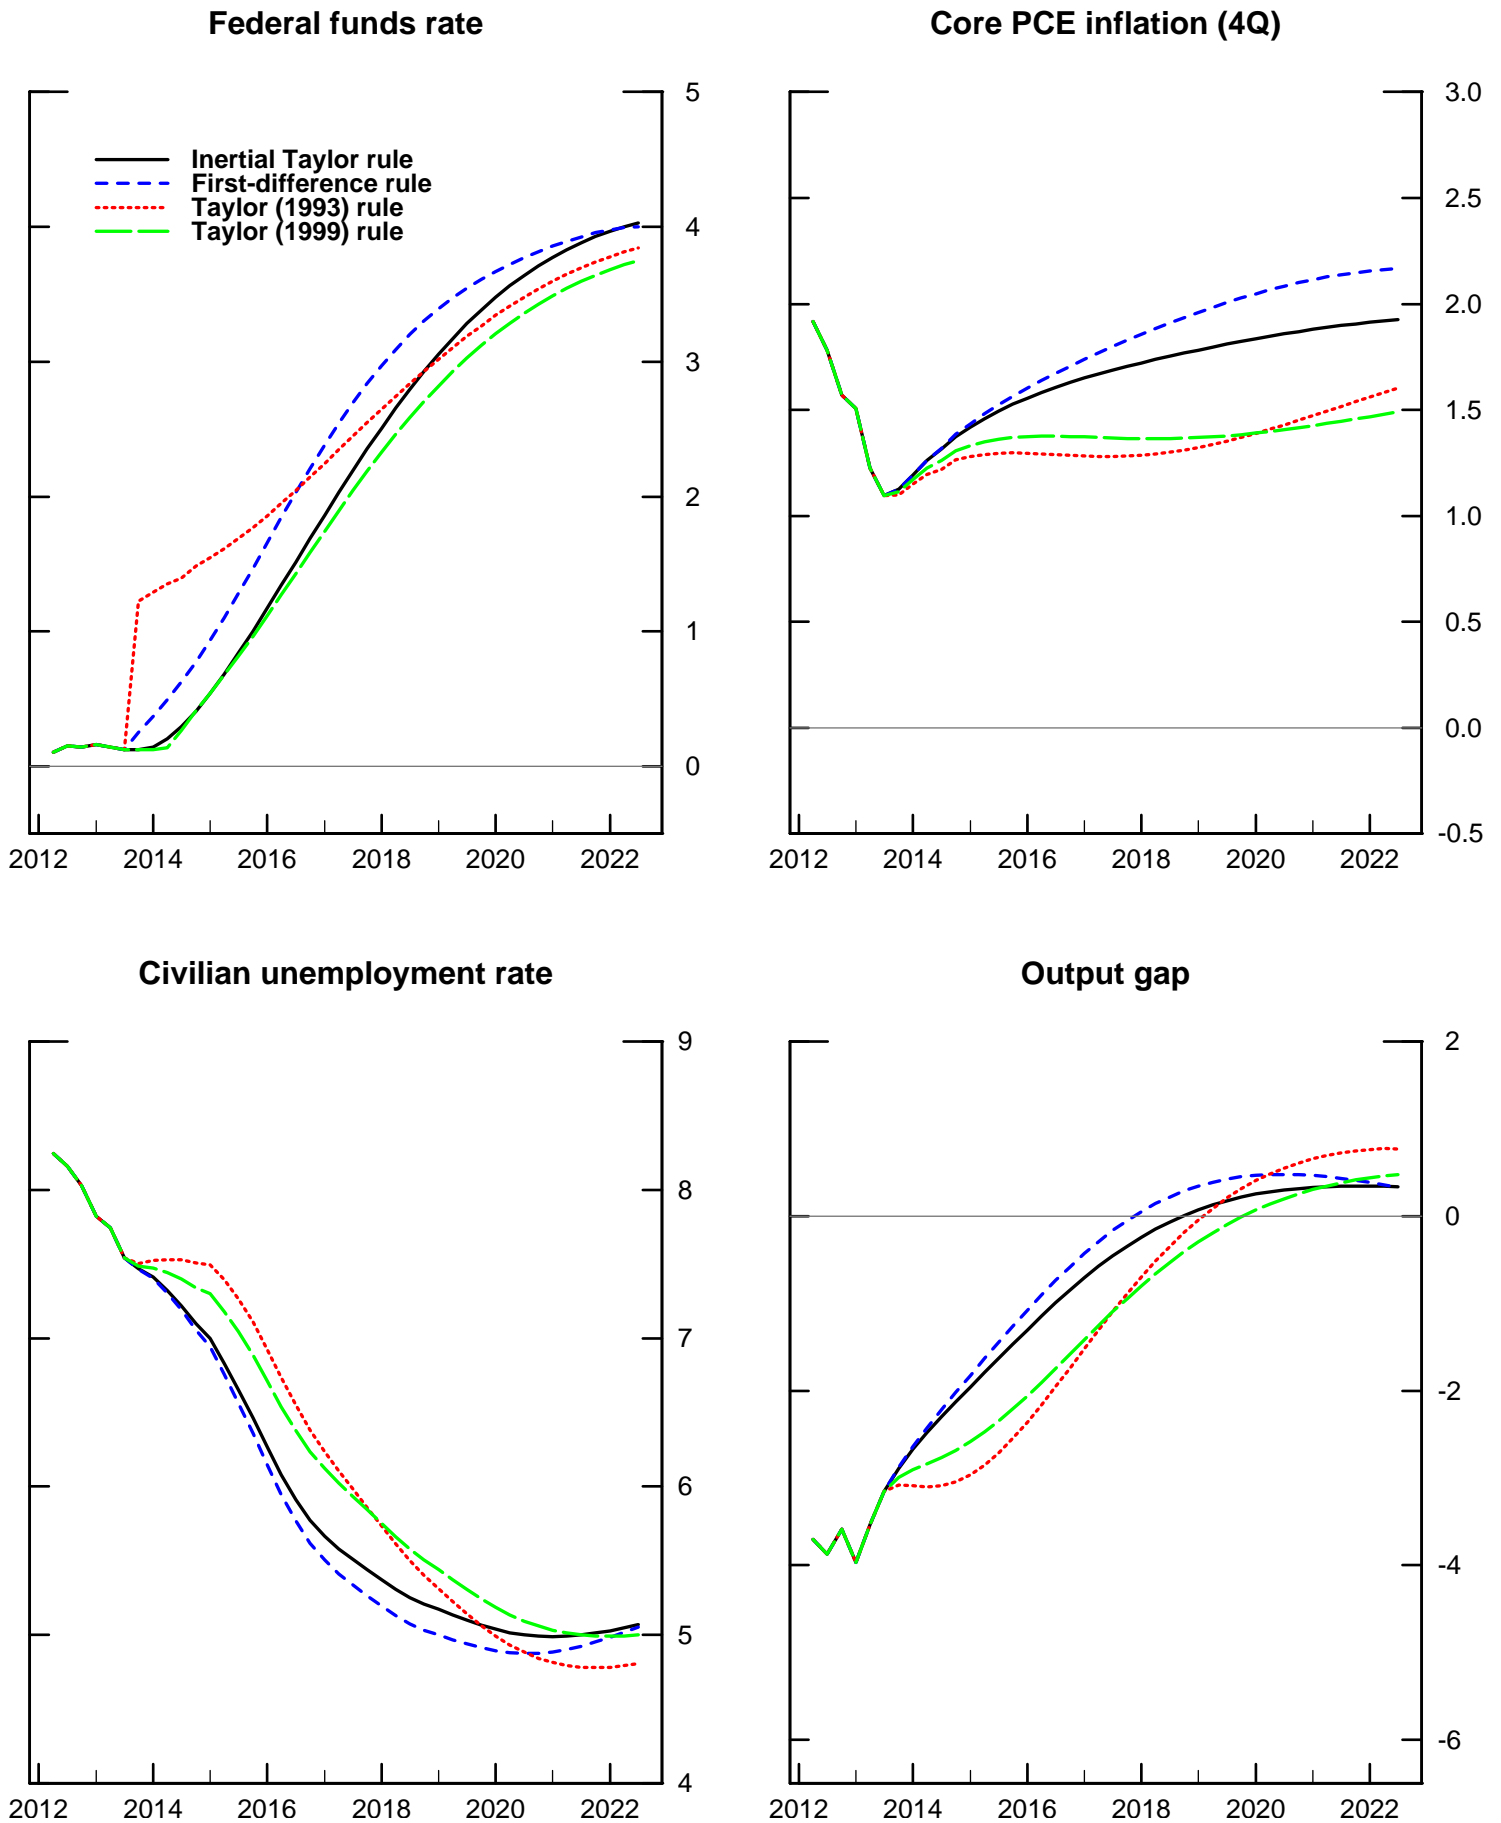 Federal funds rate
5
4
3
2
1
0
Inertial Taylor rule
First-difference rule
Taylor (1993) rule
Taylor (1999) rule
2012 2014 2016 2018 2020 2022
Core PCE inflation (4Q)
3.0
2.5
2.0
1.5
1.0
0.5
0.0
-0.5
2012 2014 2016 2018 2020 2022
Civilian unemployment rate
9
8
7
6
5
4
2012 2014 2016 2018 2020 2022
Output gap
2
0
-2
-4
-6
2012 2014 2016 2018 2020 2022